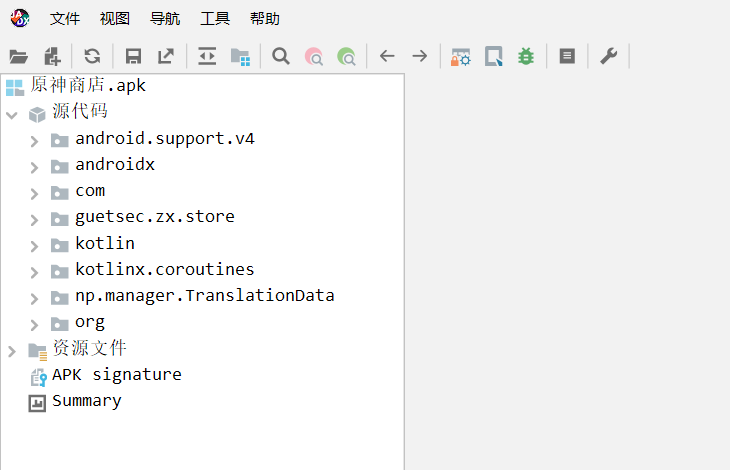 文件 视图 导航 工具 帮助
原神商店.apk
源代码
android.support.v4
androidx
com
guetsec.zx.store
kotlin
kotlinx.coroutines
np.manager.TranslationData
org
资源文件
APK signature
Summary